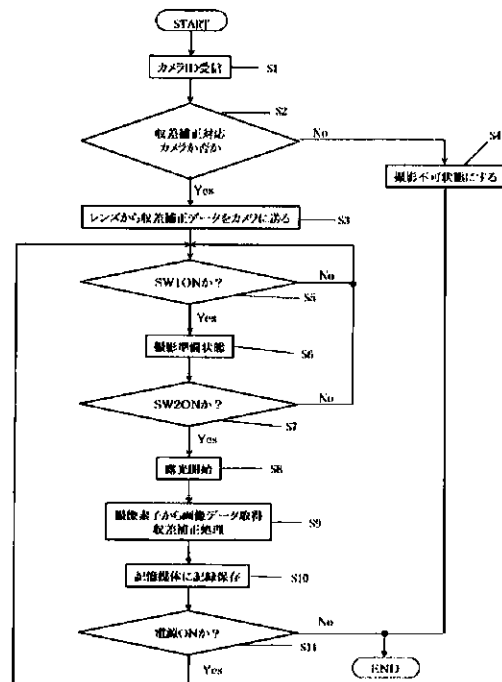 START
カメラID受信
S1
S2
収差補正対応
カメラか否か
No
S4
撮影不可状態にする
Yes
レンズから収差補正データをカメラに送る
S3
SW1ONか?
No
S5
Yes
撮影準備状態
S6
SW2ONか?
No
S7
Yes
露光開始
S8
撮像素子から画像データ取得
収差補正処理
S9
記憶媒体に記録保存
S10
電源ONか?
No
S11
Yes
END